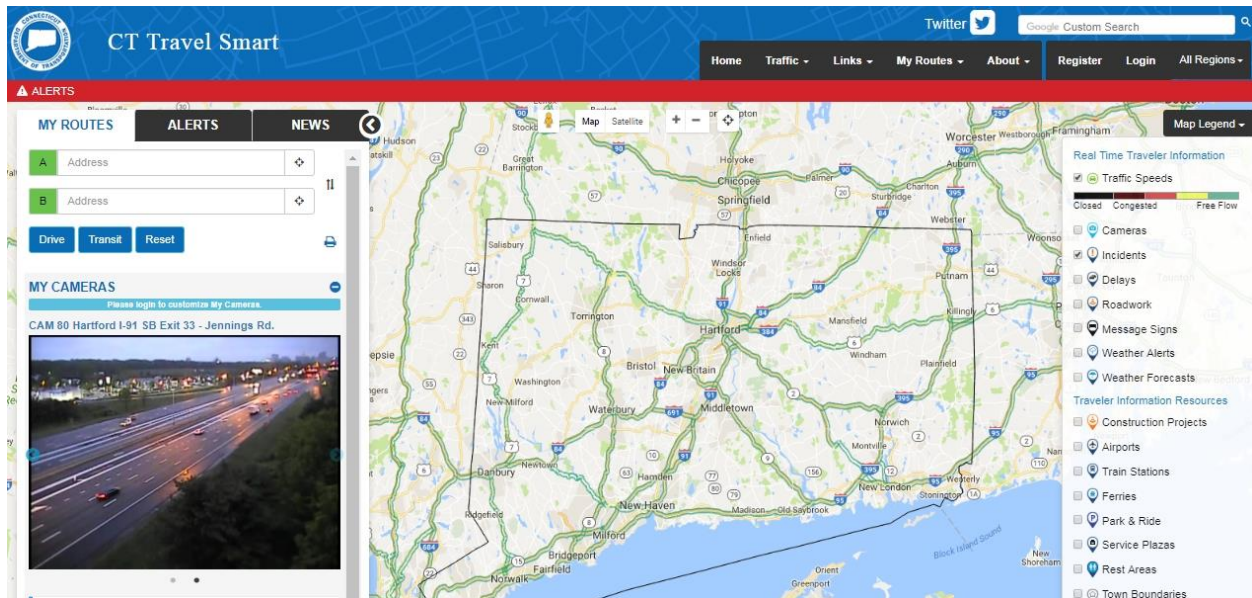 CONNECTICUT
DEPARTMENT OF TRANSPORTATION
CT Travel Smart
Twitter
Google Custom Search
Home
Traffic
Links
My Routes
About
Register
Login
All Regions
ALERTS
MY ROUTES
ALERTS
NEWS
A
Address
B
Address
Drive
Transit
Reset
MY CAMERAS
Please login to customize My Cameras.
CAM 80 Hartford I-91 SB Exit 33 - Jennings Rd.
Map
Satellite
Map Legend
Real Time Traveler Information
Traffic Speeds
Closed
Congested
Free Flow
Cameras
Incidents
Delays
Roadwork
Message Signs
Weather Alerts
Weather Forecasts
Traveler Information Resources
Construction Projects
Airports
Train Stations
Ferries
Park & Ride
Service Plazas
Rest Areas
Town Boundaries
Hudson
Great
Barrington
Holyoke
Chicopee
Springfield
Palmer
Sturbridge
Charlton
Auburn
Worcester
Westborough
Framingham
Webster
Salisbury
Enfield
Windsor
Locks
Putnam
Sharon
Cornwall
Torrington
Hartford
Mansfield
Killingly
Kent
Windham
Plainfield
Bristol
New Britain
Washington
New Milford
Waterbury
Middletown
Norwich
Montville
Danbury
Newtown
Hamden
New London
Stonington
Westerly
Ridgefield
New Haven
Madison
Old Saybrook
Milford
Bridgeport
Fairfield
Norwalk
Block Island Sound
New
Shoreham
Orient
Greenport